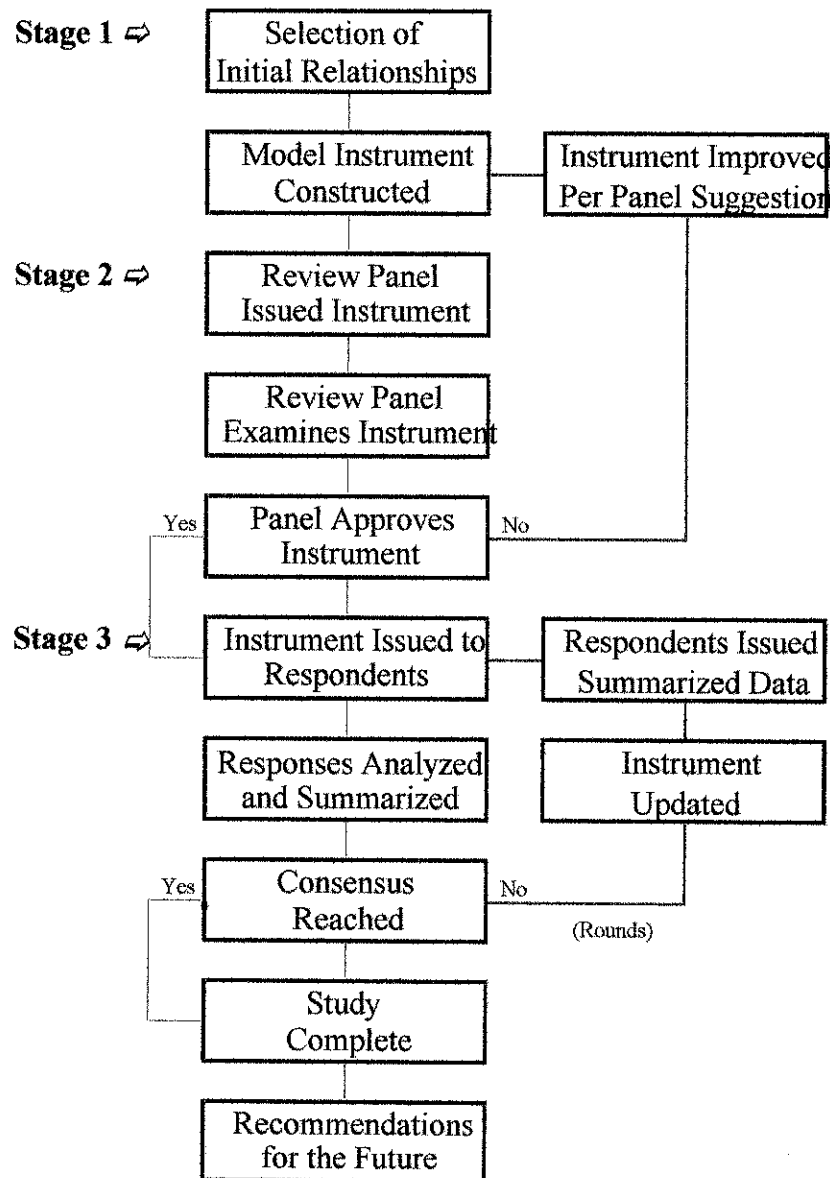 Stage 1 ⇨
Selection of
Initial Relationships
Model Instrument
Constructed
Instrument Improved
Per Panel Suggestion
Stage 2 ⇨
Review Panel
Issued Instrument
Review Panel
Examines Instrument
Yes
Panel Approves
Instrument
No
Stage 3 ⇨
Instrument Issued to
Respondents
Respondents Issued
Summarized Data
Responses Analyzed
and Summarized
Instrument
Updated
Yes
Consensus
Reached
No
(Rounds)
Study
Complete
Recommendations
for the Future